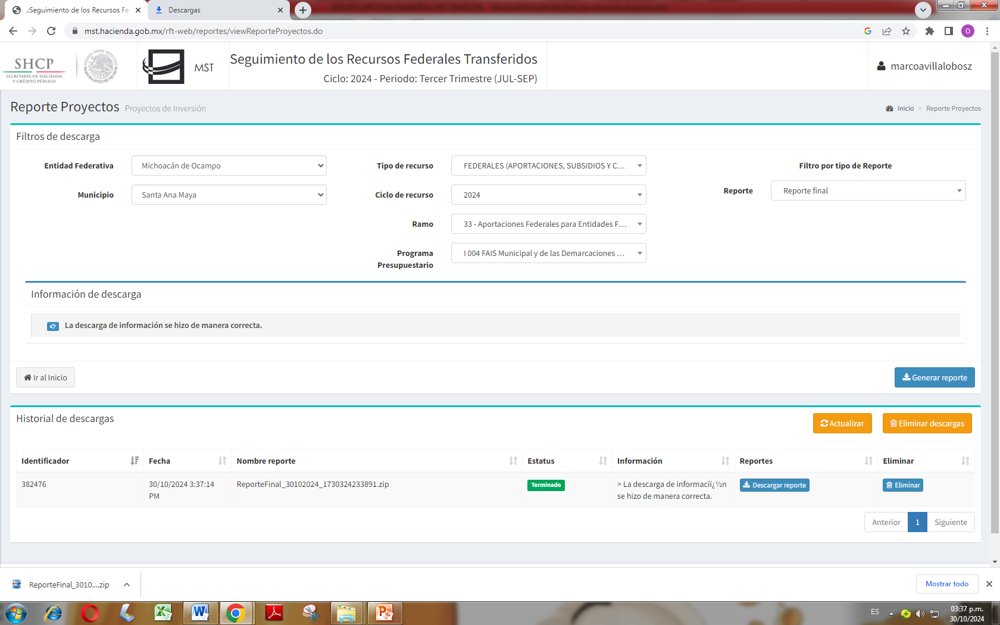 .:Seguimiento de los Recursos Fe
Descargas
mst.hacienda.gob.mx/rft-web/reportes/viewReporteProyectos.do
O
SHCP
SECRETARÍA DE HACIENDA
Y CRÉDITO PÚBLICO
ESTADOS UNIDOS MEXICANOS
MST
Seguimiento de los Recursos Federales Transferidos
Ciclo: 2024 - Periodo: Tercer Trimestre (JUL-SEP)
marcoavillalobosz
Reporte Proyectos Proyectos de Inversión
Inicio > Reporte Proyectos
Filtros de descarga
Entidad Federativa Michoacán de Ocampo
Tipo de recurso FEDERALES (APORTACIONES, SUBSIDIOS Y C...
Filtro por tipo de Reporte
Municipio Santa Ana Maya
Ciclo de recurso 2024
Reporte Reporte final
Ramo 33 - Aportaciones Federales para Entidades F...
Programa Presupuestario I 004 FAIS Municipal y de las Demarcaciones ...
Información de descarga
La descarga de información se hizo de manera correcta.
Ir al Inicio
Generar reporte
Historial de descargas
Actualizar
Eliminar descargas
Identificador Fecha Nombre reporte Estatus Información Reportes Eliminar
382476 30/10/2024 3:37:14 PM ReporteFinal_30102024_1730324233891.zip Terminado > La descarga de informaciï¿½n se hizo de manera correcta. Descargar reporte Eliminar
Anterior 1 Siguiente
ReporteFinal_3010....zip
Mostrar todo
ES
03:37 p.m.
30/10/2024